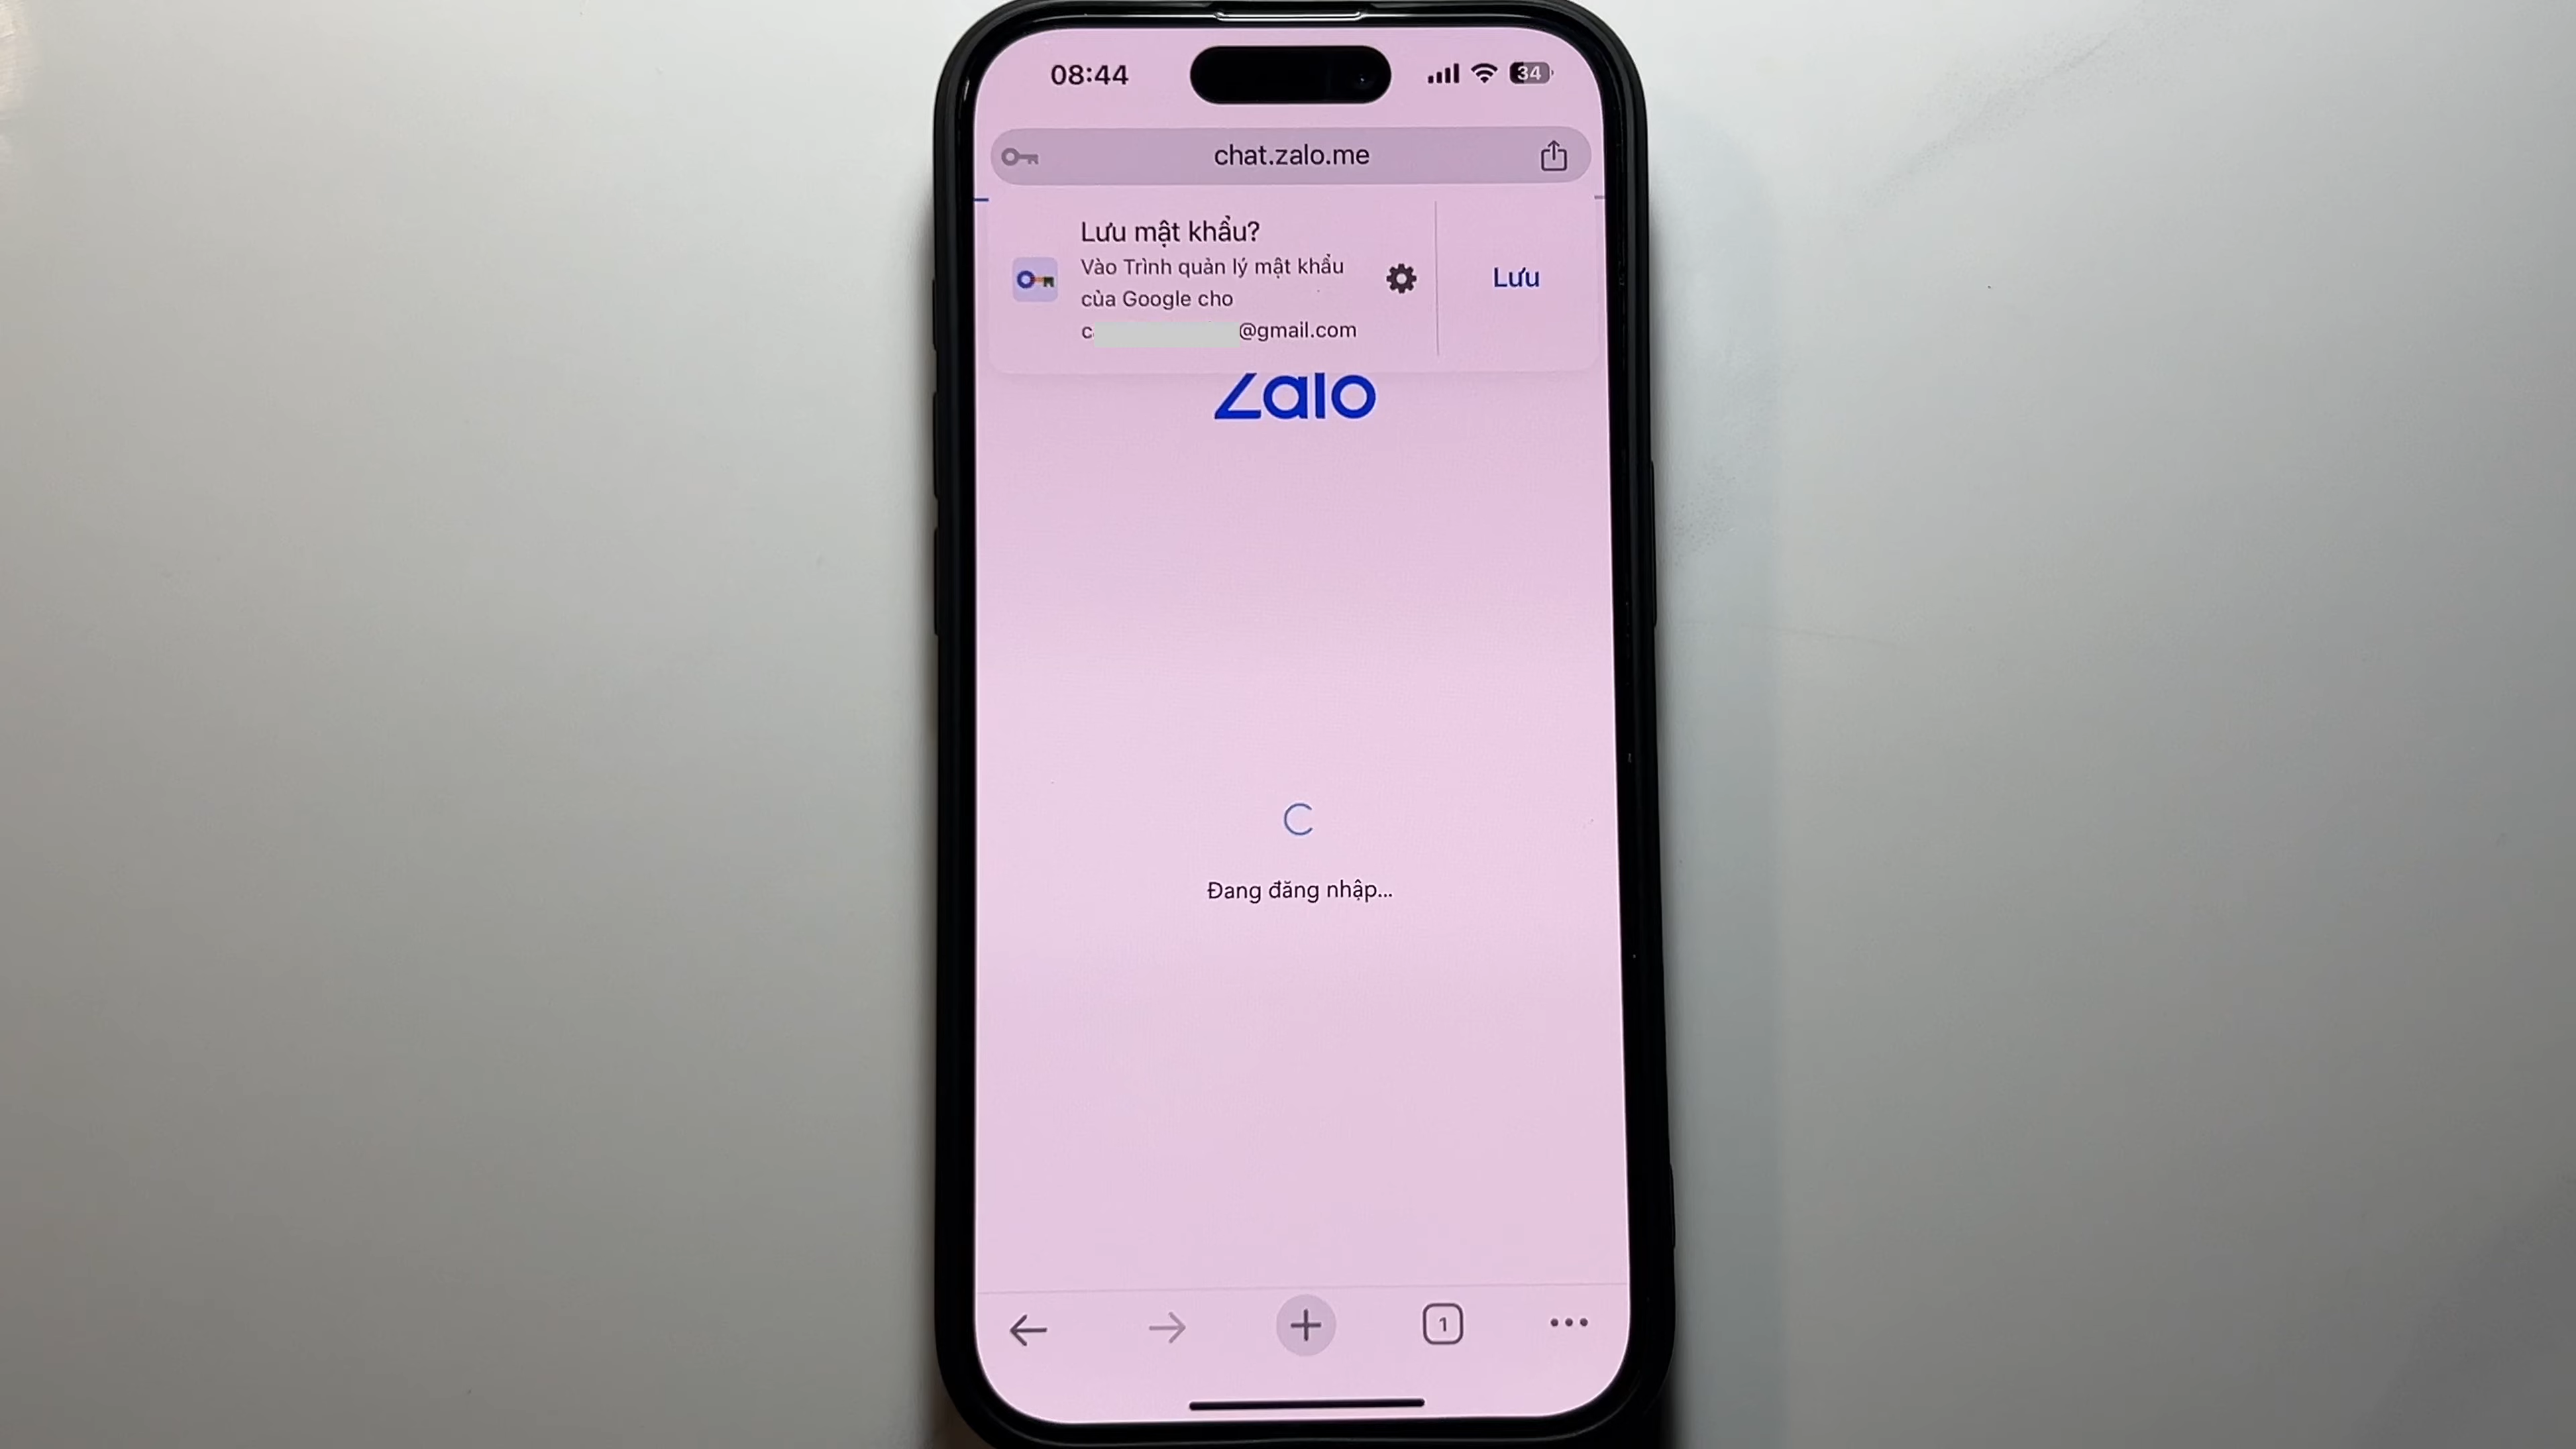 08:44
34
chat.zalo.me
Lưu mật khẩu?
Vào Trình quản lý mật khẩu
của Google cho
@gmail.com
Lưu
Zalo
Đang đăng nhập...
1